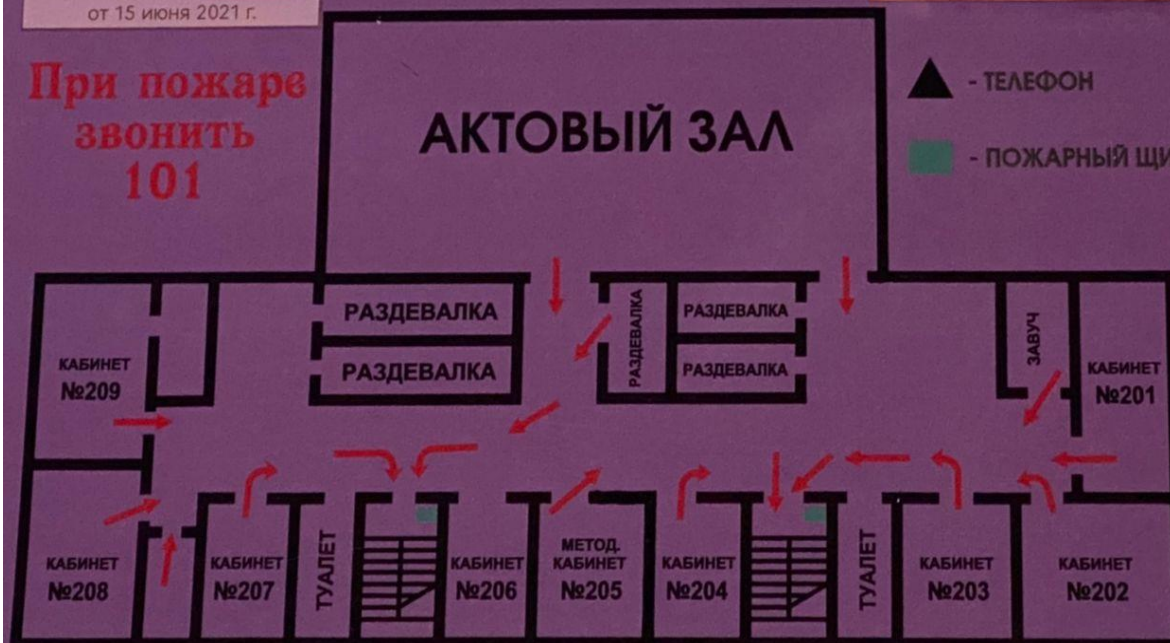 от 15 июня 2021 г.
При пожаре
звонить
101
АКТОВЫЙ ЗАЛ
- ТЕЛЕФОН
- ПОЖАРНЫЙ ЩИ
РАЗДЕВАЛКА
РАЗДЕВАЛКА
РАЗДЕВАЛКА
РАЗДЕВАЛКА
РАЗДЕВАЛКА
ЗАВУЧ
КАБИНЕТ
№209
КАБИНЕТ
№201
КАБИНЕТ
№208
КАБИНЕТ
№207
ТУАЛЕТ
КАБИНЕТ
№206
МЕТОД.
КАБИНЕТ
№205
КАБИНЕТ
№204
ТУАЛЕТ
КАБИНЕТ
№203
КАБИНЕТ
№202